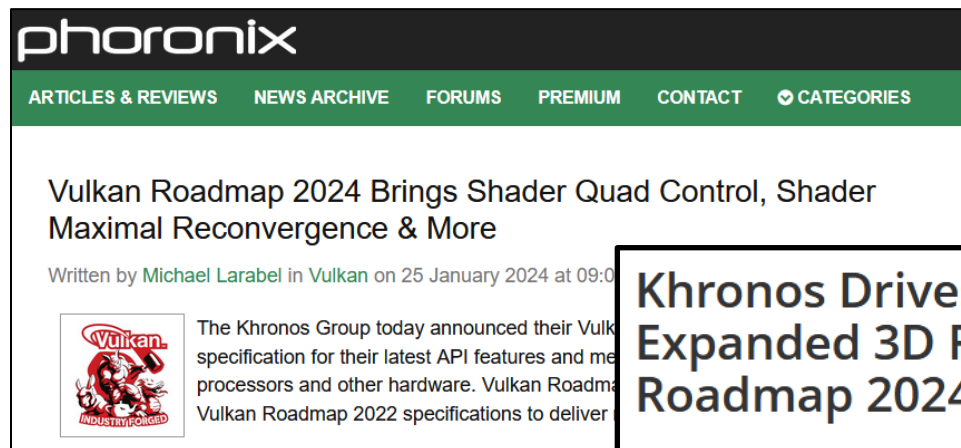 phoronix
ARTICLES & REVIEWS NEWS ARCHIVE FORUMS PREMIUM CONTACT CATEGORIES
Vulkan Roadmap 2024 Brings Shader Quad Control, Shader
Maximal Reconvergence & More
Written by Michael Larabel in Vulkan on 25 January 2024 at 09:0
Vulkan
INDUSTRY FORGED
The Khronos Group today announced their Vulk
specification for their latest API features and me
processors and other hardware. Vulkan Roadma
Vulkan Roadmap 2022 specifications to deliver
Khronos Drive
Expanded 3D
Roadmap 2024